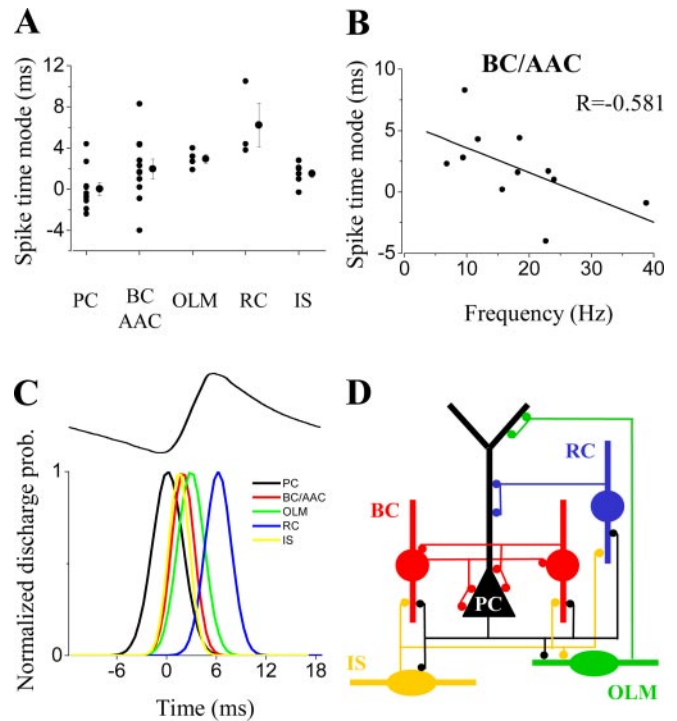 A
Spike time mode (ms)
12
8
4
0
-4
PC
BC
AAC
OLM
RC
IS
B
BC/AAC
Spike time mode (ms)
10
5
0
-5
R=-0.581
0
10
20
30
40
Frequency (Hz)
C
Normalized discharge prob.
1
0
PC
BC/AAC
OLM
RC
IS
-6
0
6
12
18
Time (ms)
D
RC
BC
PC
IS
OLM